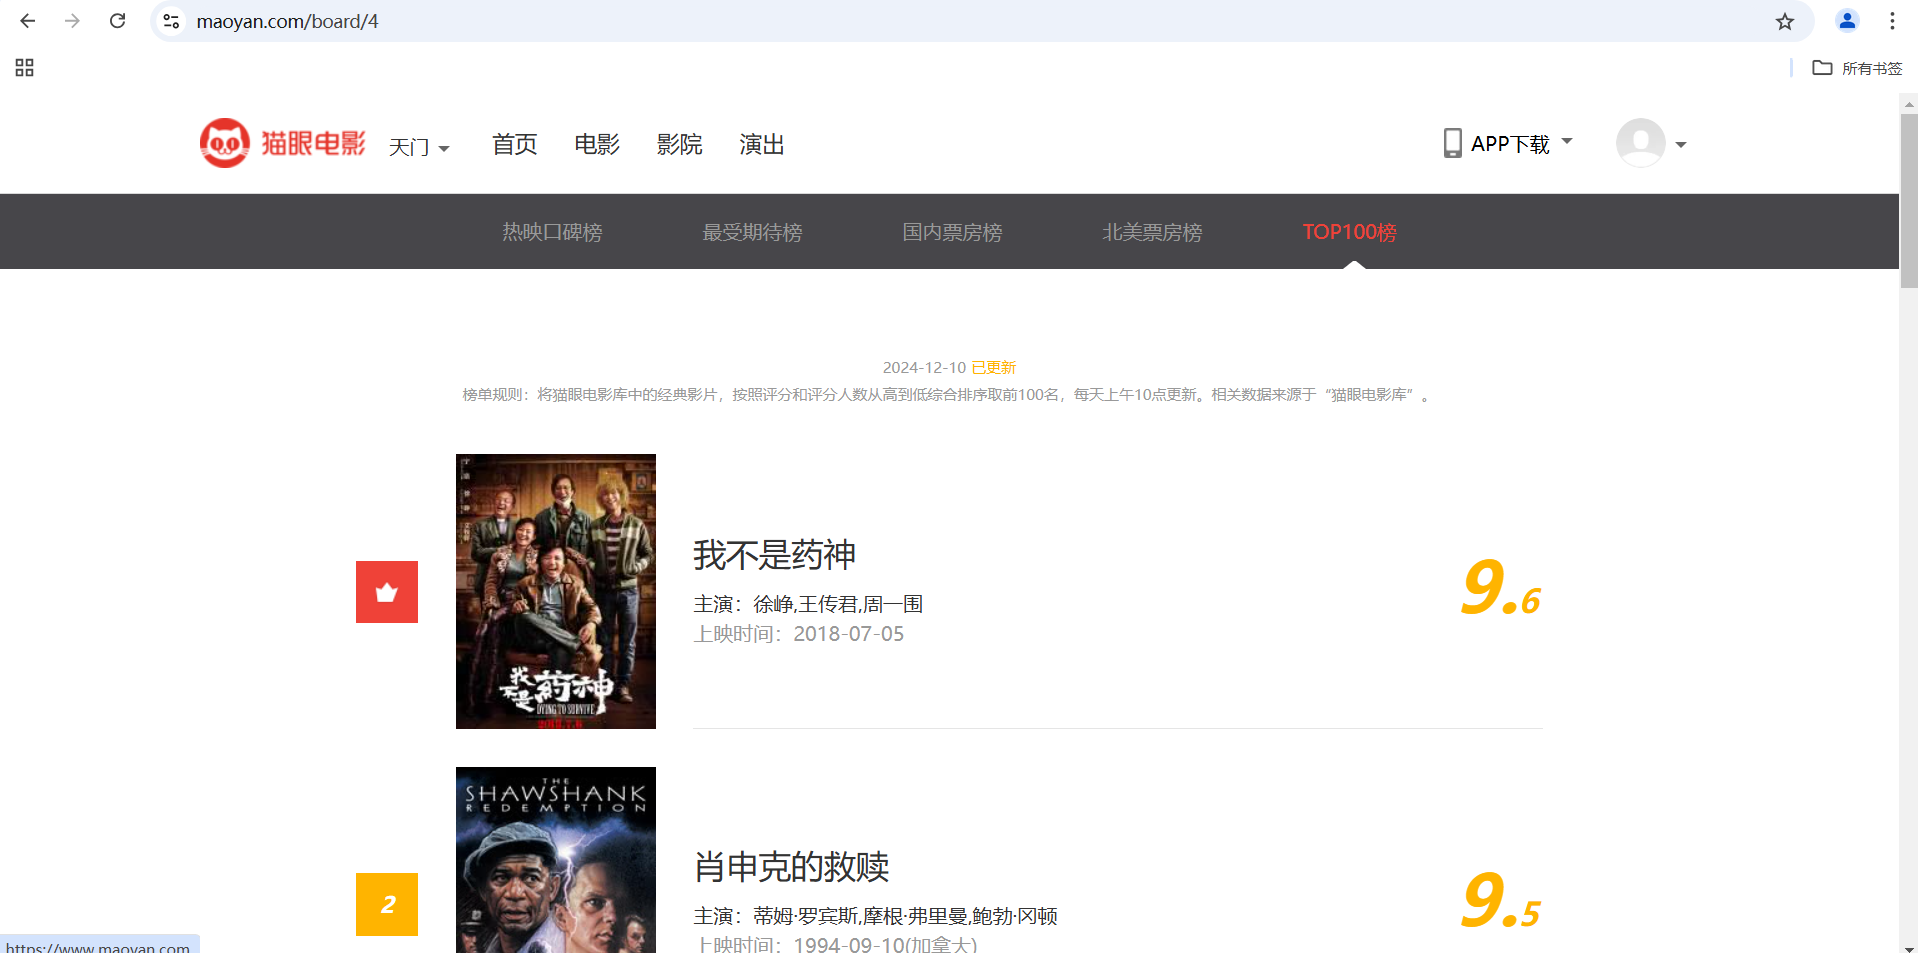 maoyan.com/board/4
所有书签
猫眼电影 天门 首页 电影 影院 演出 APP下载
热映口碑榜 最受期待榜 国内票房榜 北美票房榜 TOP100榜
2024-12-10 已更新
榜单规则：将猫眼电影库中的经典影片，按照评分和评分人数从高到低综合排序取前100名，每天上午10点更新。相关数据来源于“猫眼电影库”。
我不是药神
DYING TO SURVIVE
我不是药神
主演：徐峥,王传君,周一围
上映时间：2018-07-05
9.6
THE
SHAWSHANK
REDEMPTION
2
肖申克的救赎
主演：蒂姆·罗宾斯,摩根·弗里曼,鲍勃·冈顿
上映时间：1994-09-10(加拿大)
9.5
https://www.maoyan.com